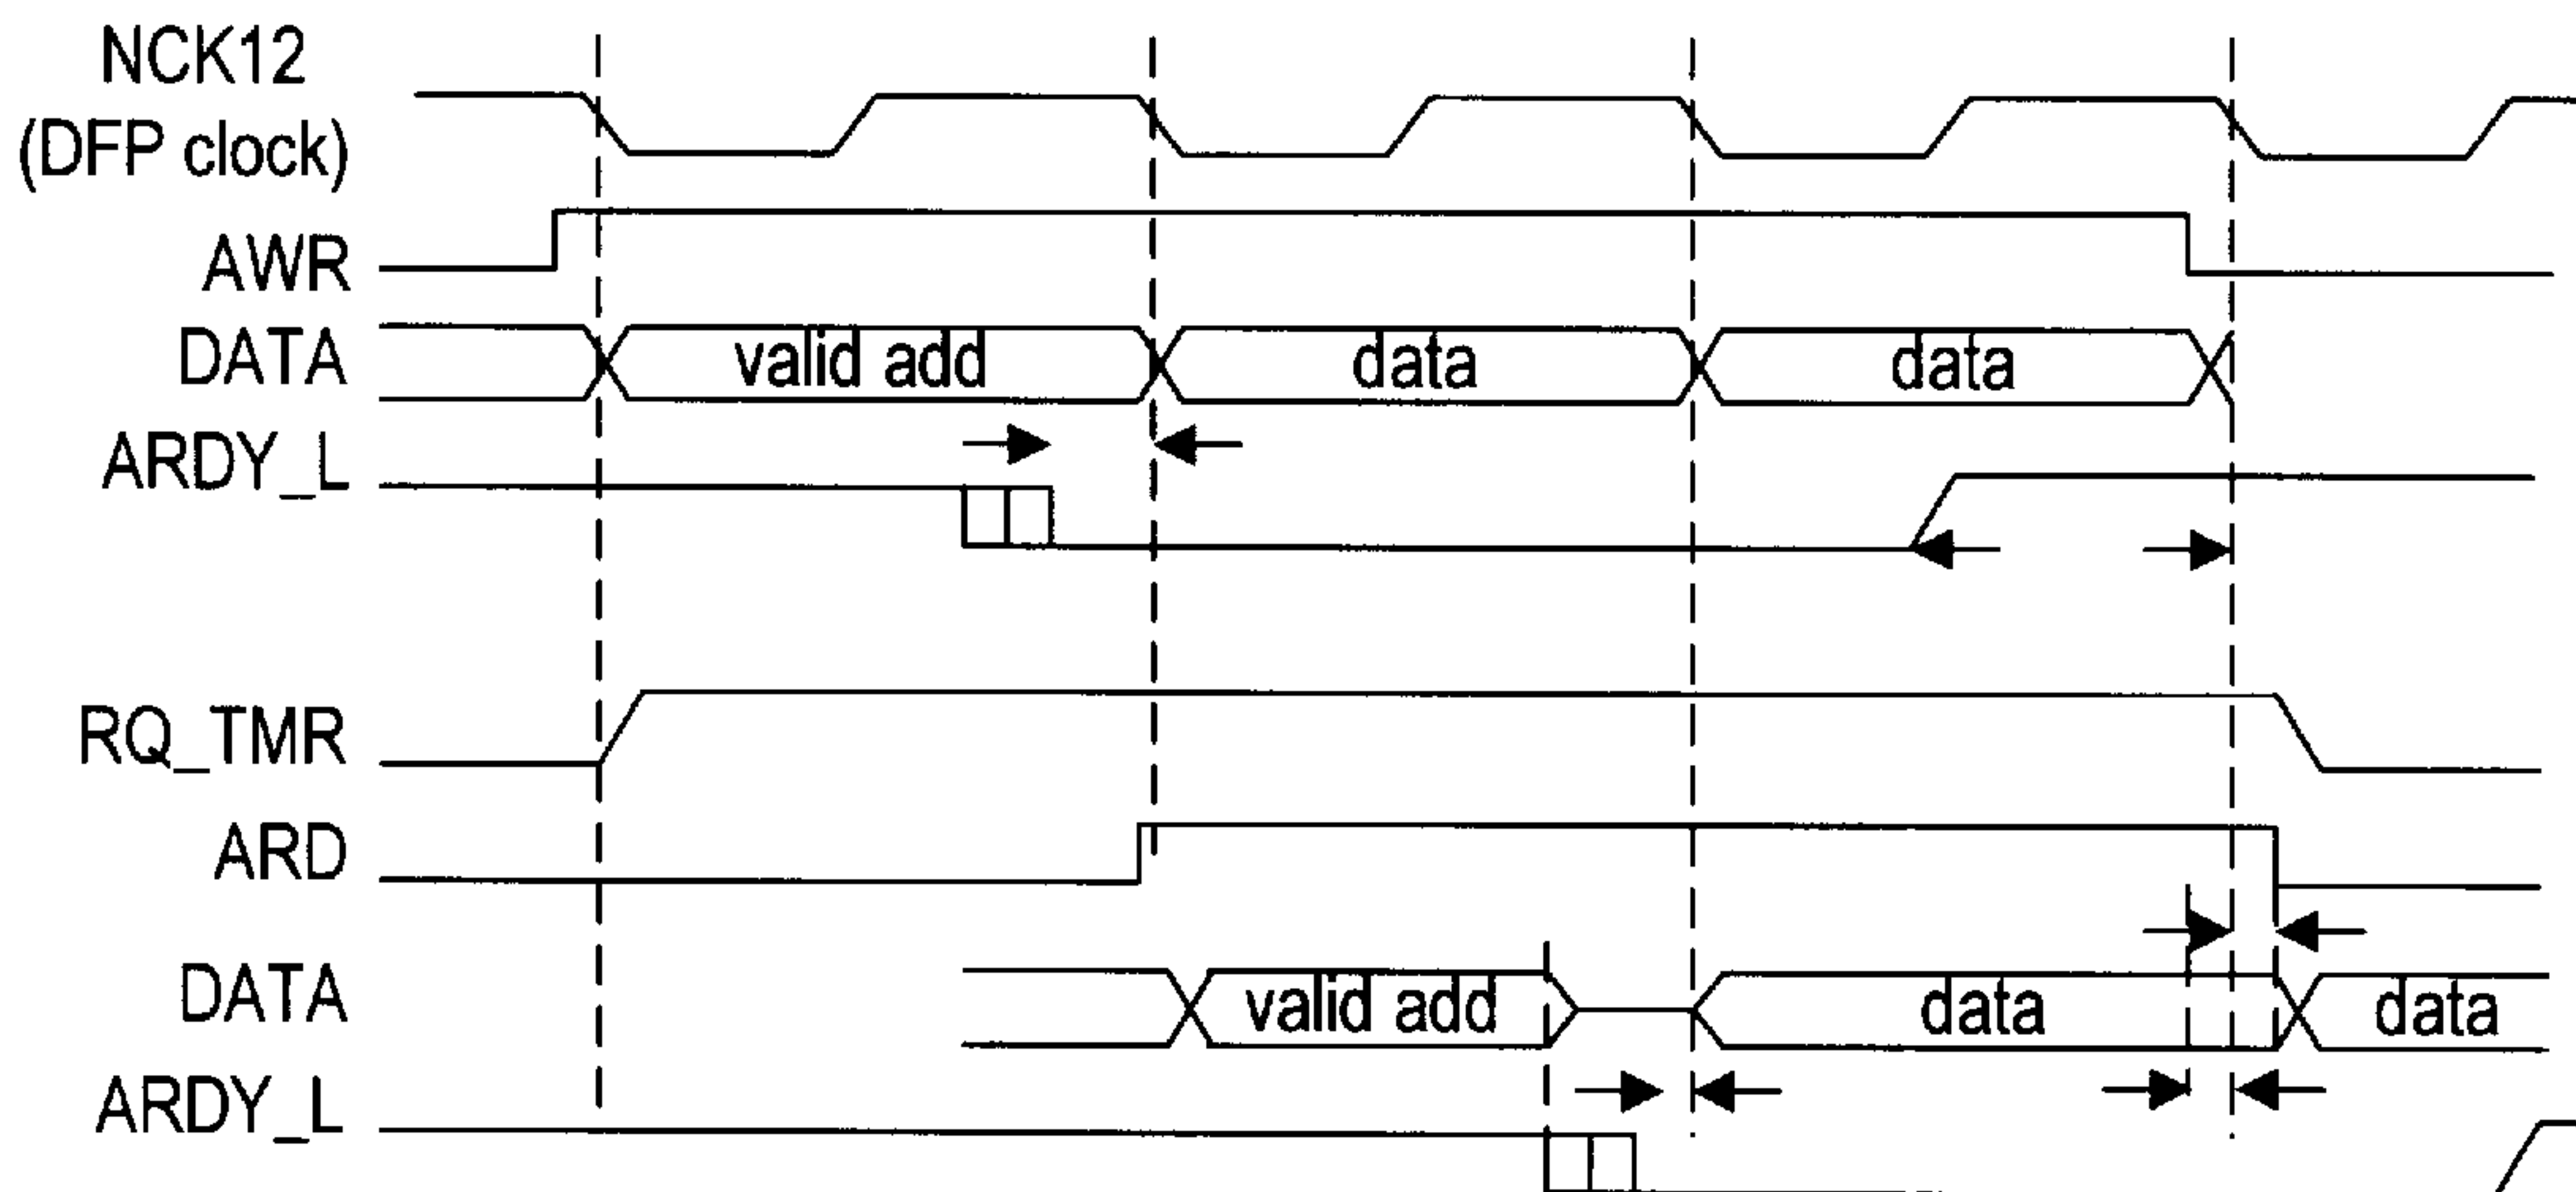 NCK12
(DFP clock)
AWR
DATA valid add data data
ARDY_L
RQ_TMR
ARD
DATA valid add data data
ARDY_L